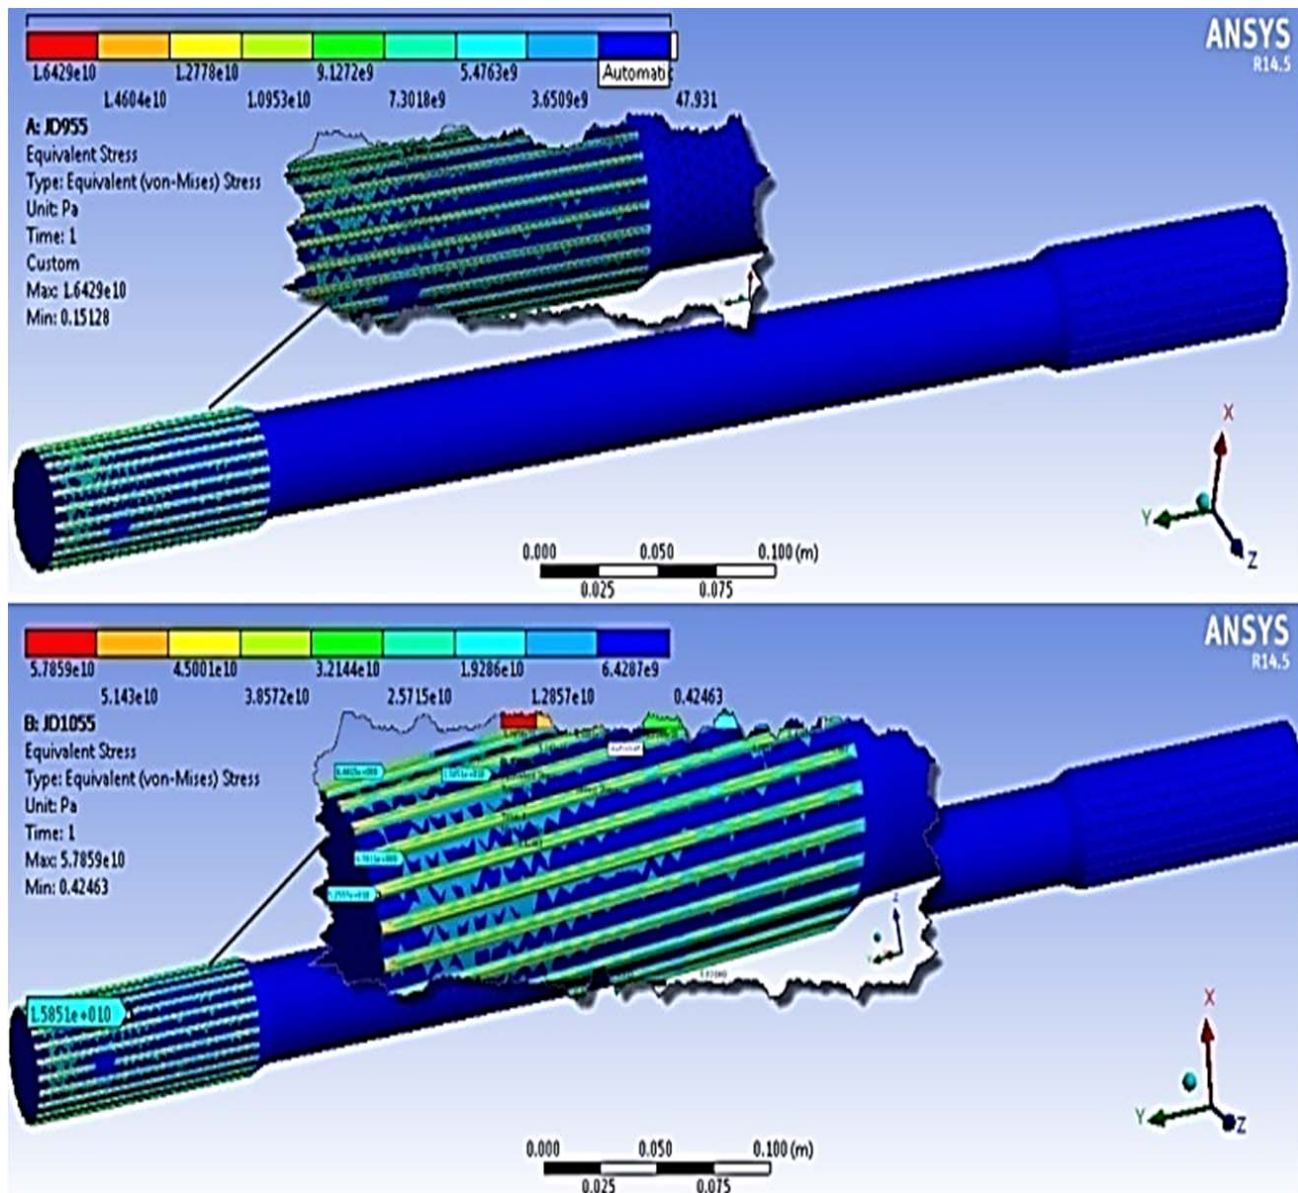 ANSYS
R14.5
1.6429e10 1.2778e10 9.1272e9 5.4763e9 Automatic
1.4604e10 1.0953e10 7.3018e9 3.6509e9 47.931
A: JD955
Equivalent Stress
Type: Equivalent (von-Mises) Stress
Unit: Pa
Time: 1
Custom
Max: 1.6429e10
Min: 0.15128
X
Y
Z
0.000 0.050 0.100 (m)
0.025 0.075
ANSYS
R14.5
5.7859e10 4.5001e10 3.2144e10 1.9286e10 6.4287e9
5.143e10 3.8572e10 2.5715e10 1.2857e10 0.42463
B: JD1055
Equivalent Stress
Type: Equivalent (von-Mises) Stress
Unit: Pa
Time: 1
Max: 5.7859e10
Min: 0.42463
1.5851e+010
X
Y
Z
0.000 0.050 0.100 (m)
0.025 0.075